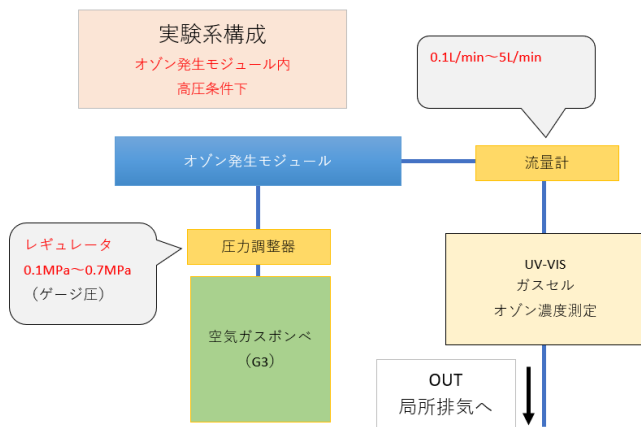 実験系構成
オゾン発生モジュール内
高圧条件下
0.1L/min～5L/min
オゾン発生モジュール
流量計
レギュレータ
0.1MPa～0.7MPa
（ゲージ圧）
圧力調整器
UV-VIS
ガスセル
オゾン濃度測定
空気ガスボンベ
（G3）
OUT
局所排気へ